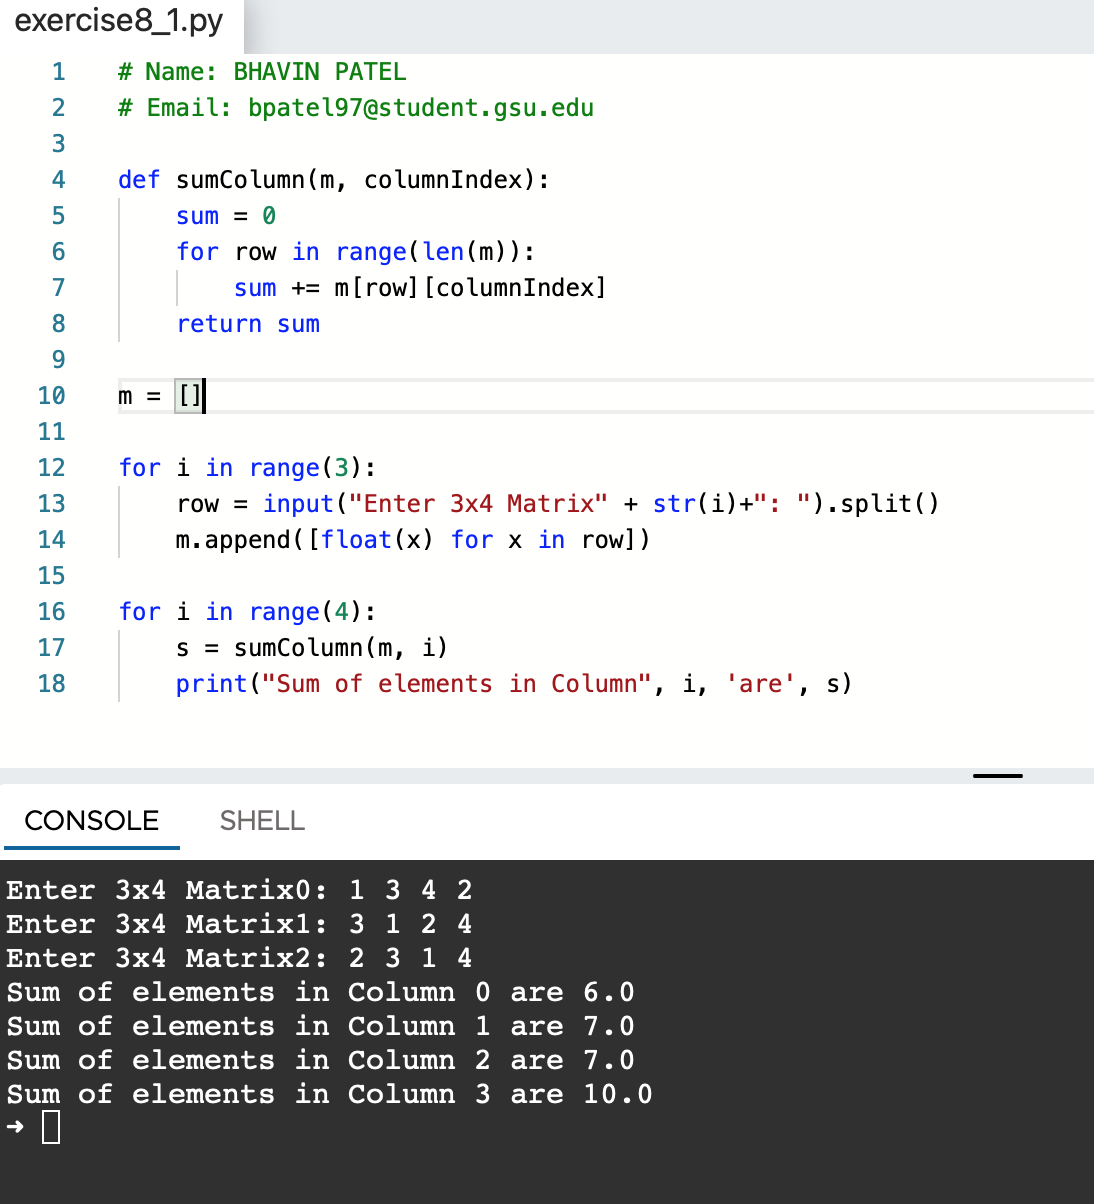 exercise8_1.py
1 # Name: BHAVIN PATEL
2 # Email: bpatel97@student.gsu.edu
3
4 def sumColumn(m, columnIndex):
5     sum = 0
6     for row in range(len(m)):
7         sum += m[row][columnIndex]
8     return sum
9
10 m = []
11
12 for i in range(3):
13     row = input("Enter 3x4 Matrix" + str(i)+": ").split()
14     m.append([float(x) for x in row])
15
16 for i in range(4):
17     s = sumColumn(m, i)
18     print("Sum of elements in Column", i, 'are', s)
CONSOLE SHELL
Enter 3x4 Matrix0: 1 3 4 2
Enter 3x4 Matrix1: 3 1 2 4
Enter 3x4 Matrix2: 2 3 1 4
Sum of elements in Column 0 are 6.0
Sum of elements in Column 1 are 7.0
Sum of elements in Column 2 are 7.0
Sum of elements in Column 3 are 10.0
➜